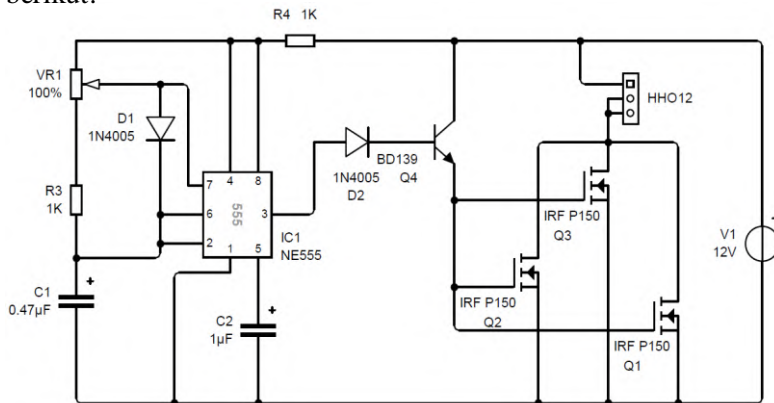 berikut:
R4 1K
VR1
100%
D1
1N4005
HHO12
BD139
Q4
1N4005
D2
R3
1K
7
4
8
6
555
3
2
1
5
IC1
NE555
IRF P150
Q3
V1
12V
+
C1
0.47µF
+
C2
1µF
+
IRF P150
Q2
IRF P150
Q1